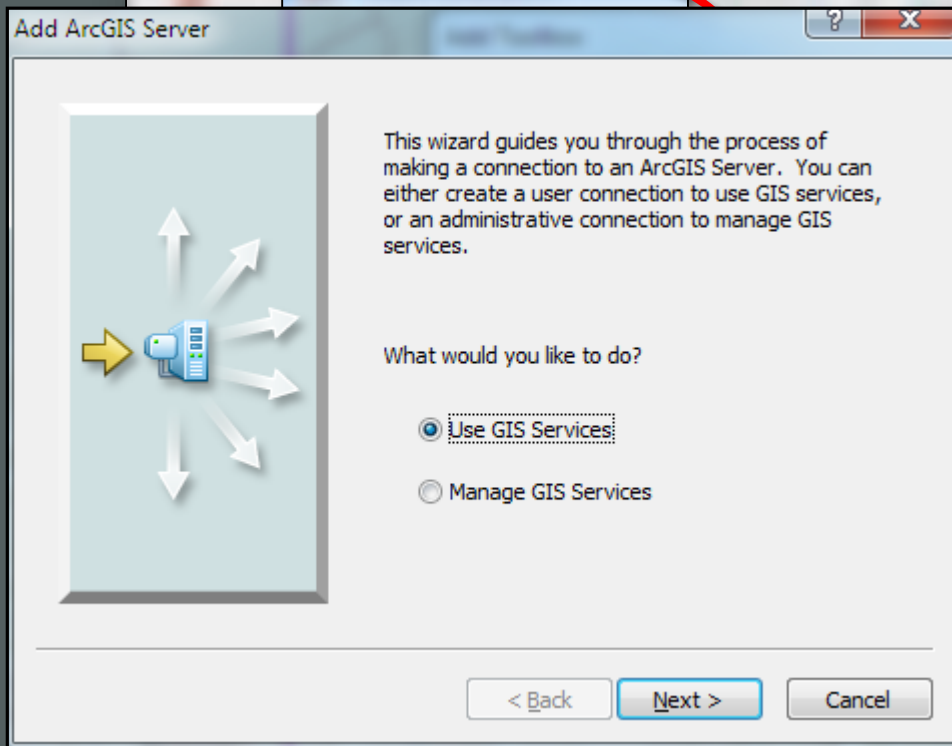 Add ArcGIS Server
? X
This wizard guides you through the process of
making a connection to an ArcGIS Server. You can
either create a user connection to use GIS services,
or an administrative connection to manage GIS
services.
What would you like to do?
Use GIS Services
Manage GIS Services
< Back Next > Cancel